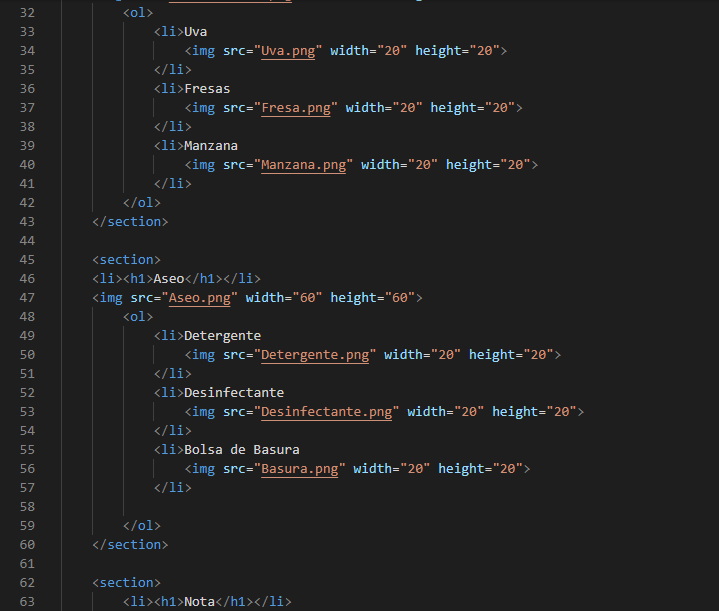 32 <ol>
33 <li>Uva
34 <img src="Uva.png" width="20" height="20">
35 </li>
36 <li>Fresas
37 <img src="Fresa.png" width="20" height="20">
38 </li>
39 <li>Manzana
40 <img src="Manzana.png" width="20" height="20">
41 </li>
42 </ol>
43 </section>
44
45 <section>
46 <li><h1>Aseo</h1></li>
47 <img src="Aseo.png" width="60" height="60">
48 <ol>
49 <li>Detergente
50 <img src="Detergente.png" width="20" height="20">
51 </li>
52 <li>Desinfectante
53 <img src="Desinfectante.png" width="20" height="20">
54 </li>
55 <li>Bolsa de Basura
56 <img src="Basura.png" width="20" height="20">
57 </li>
58
59 </ol>
60 </section>
61
62 <section>
63 <li><h1>Nota</h1></li>